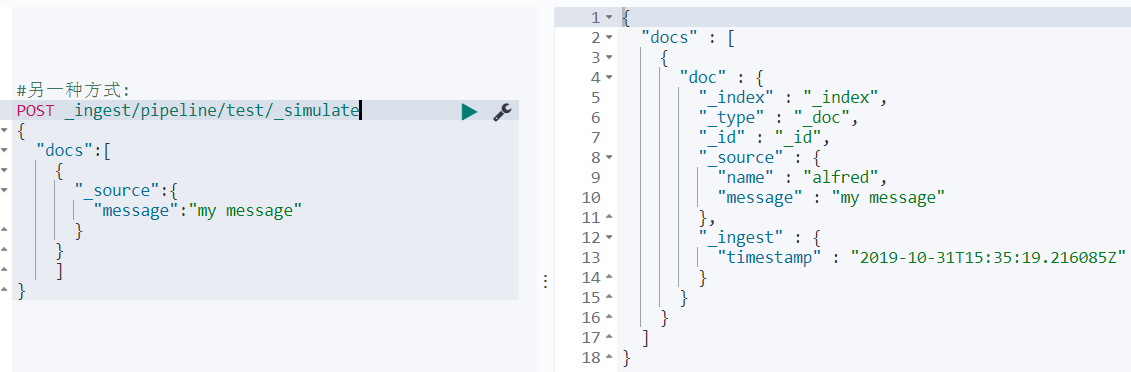 #另一种方式:
POST _ingest/pipeline/test/_simulate
{
  "docs":[
    {
      "_source":{
        "message":"my message"
      }
    }
    ]
}
1 {
2   "docs" : [
3     {
4       "doc" : {
5         "_index" : "_index",
6         "_type" : "_doc",
7         "_id" : "_id",
8         "_source" : {
9           "name" : "alfred",
10           "message" : "my message"
11         },
12         "_ingest" : {
13           "timestamp" : "2019-10-31T15:35:19.216085Z"
14         }
15       }
16     }
17   ]
18 }